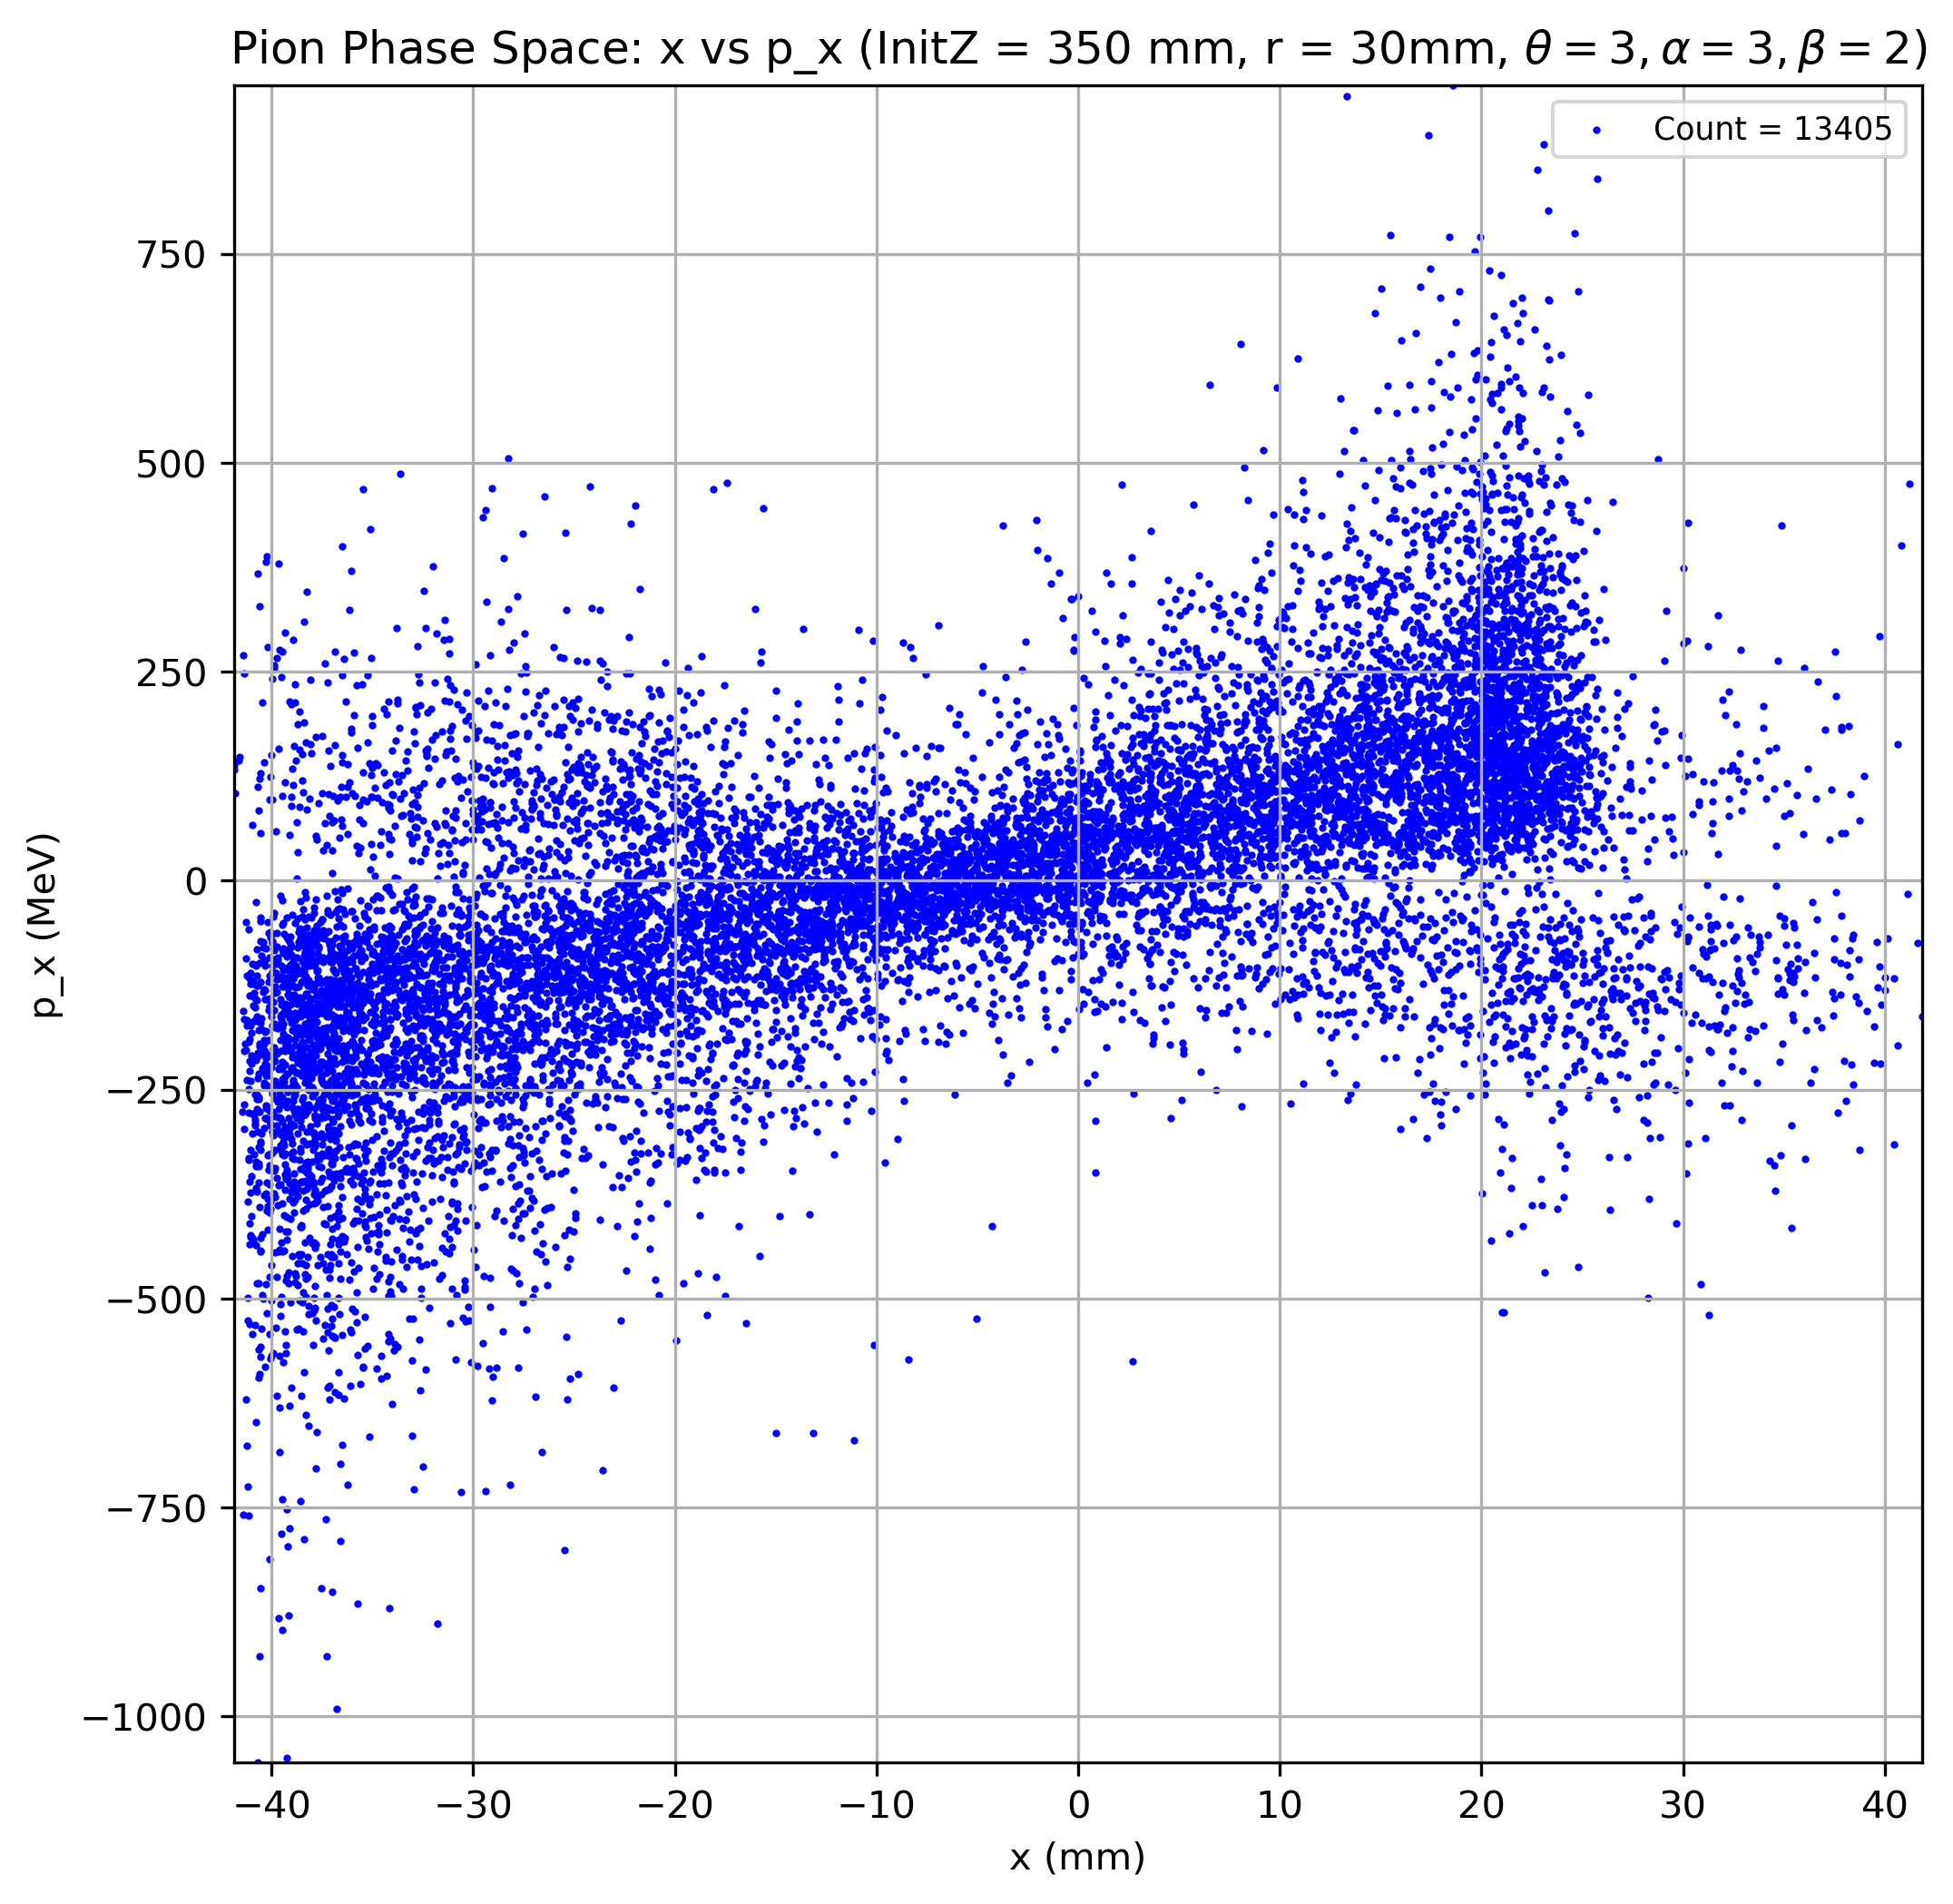 Pion Phase Space: x vs p_x (InitZ = 350 mm, r = 30mm, θ = 3, α = 3, β = 2)
Count = 13405
750
500
250
0
−250
−500
−750
−1000
p_x (MeV)
−40 −30 −20 −10 0 10 20 30 40
x (mm)